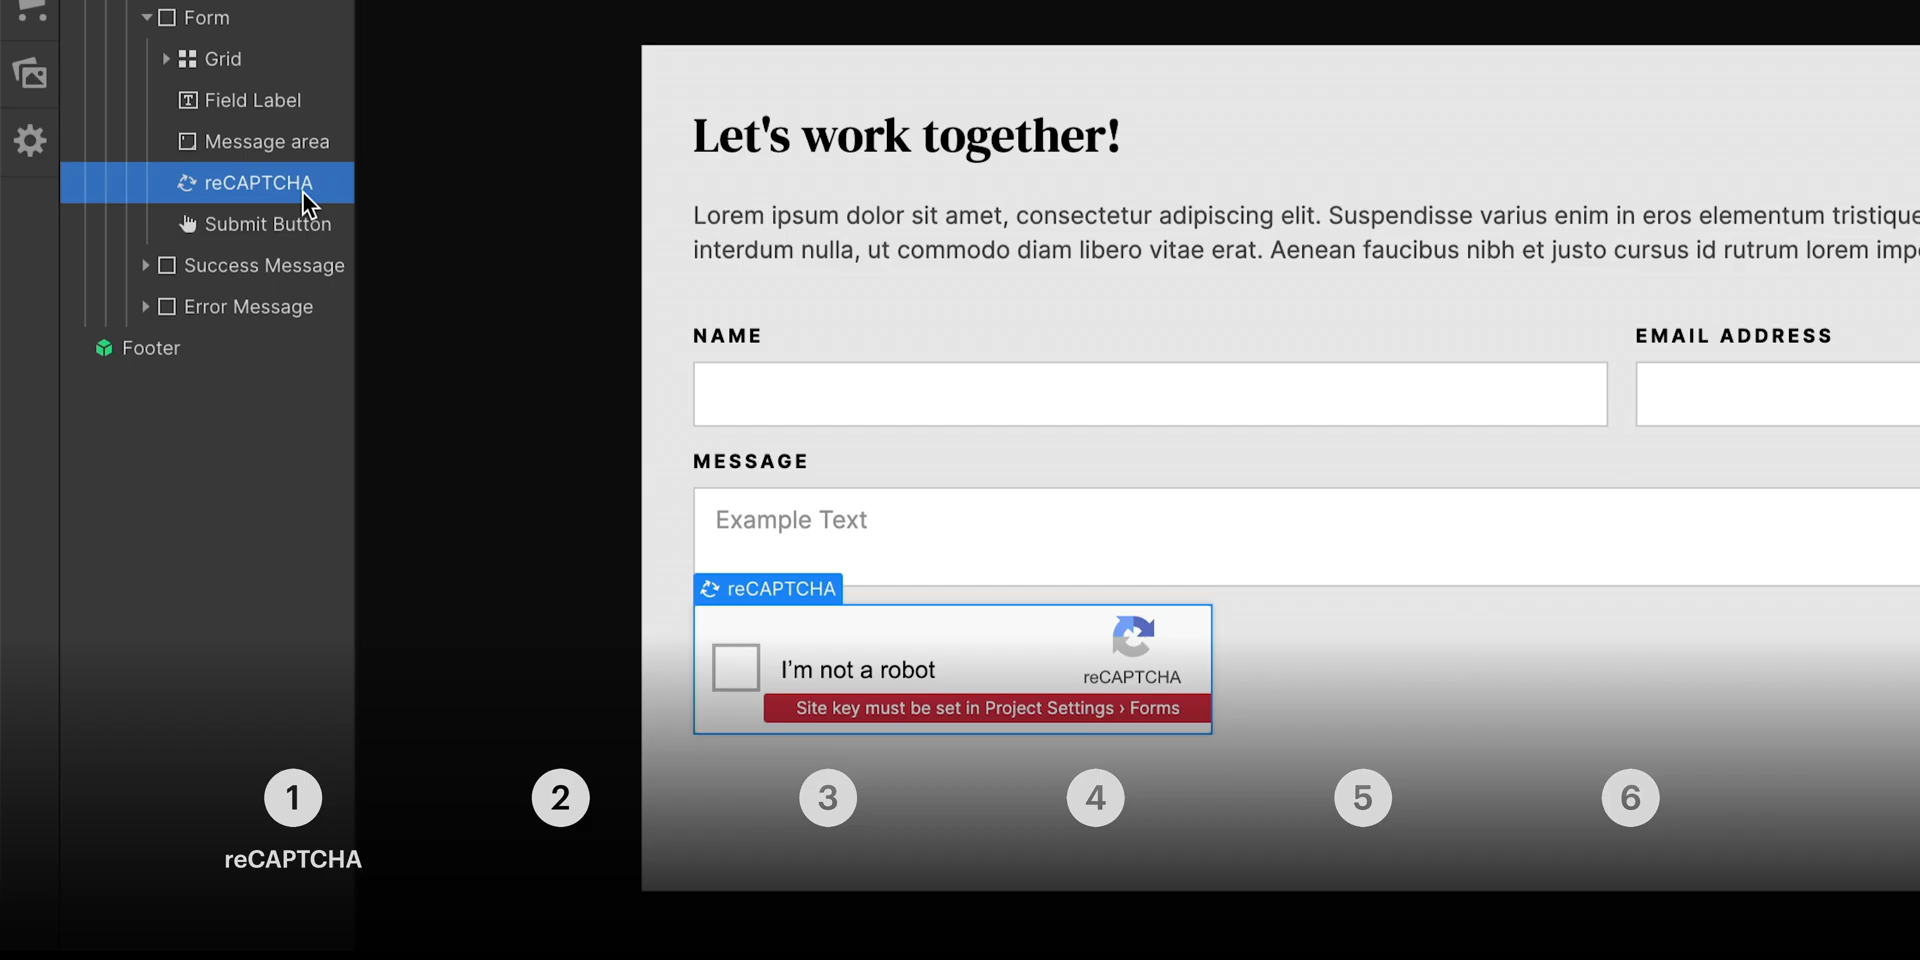 Form
Grid
Field Label
Message area
reCAPTCHA
Submit Button
Success Message
Error Message
Footer
Let's work together!
Lorem ipsum dolor sit amet, consectetur adipiscing elit. Suspendisse varius enim in eros elementum tristique
interdum nulla, ut commodo diam libero vitae erat. Aenean faucibus nibh et justo cursus id rutrum lorem
NAME
EMAIL ADDRESS
MESSAGE
Example Text
reCAPTCHA
I'm not a robot
reCAPTCHA
Site key must be set in Project Settings › Forms
1
2
3
4
5
6
reCAPTCHA